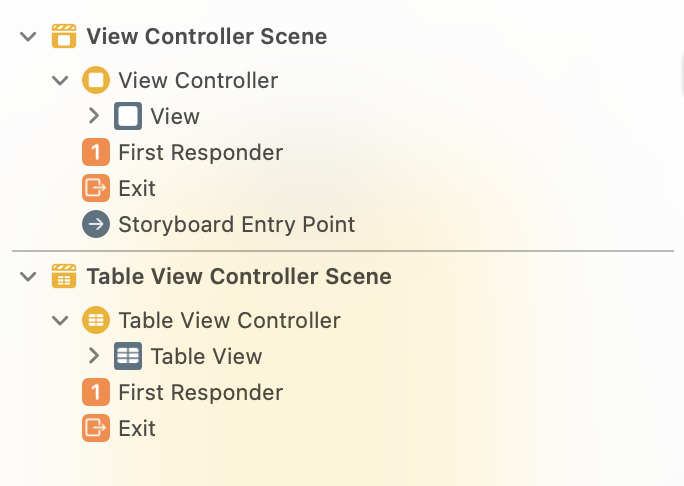 View Controller Scene
View Controller
View
1 First Responder
Exit
Storyboard Entry Point
Table View Controller Scene
Table View Controller
Table View
1 First Responder
Exit